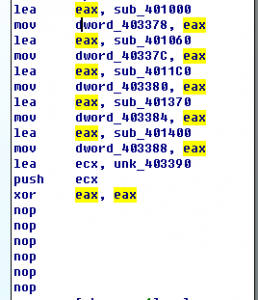 lea eax, sub_401000
mov dword_403378, eax
lea eax, sub_401060
mov dword_40337C, eax
lea eax, sub_4011C0
mov dword_403380, eax
lea eax, sub_401370
mov dword_403384, eax
lea eax, sub_401400
mov dword_403388, eax
lea ecx, unk_403390
push ecx
xor eax, eax
nop
nop
nop
nop
nop
nop